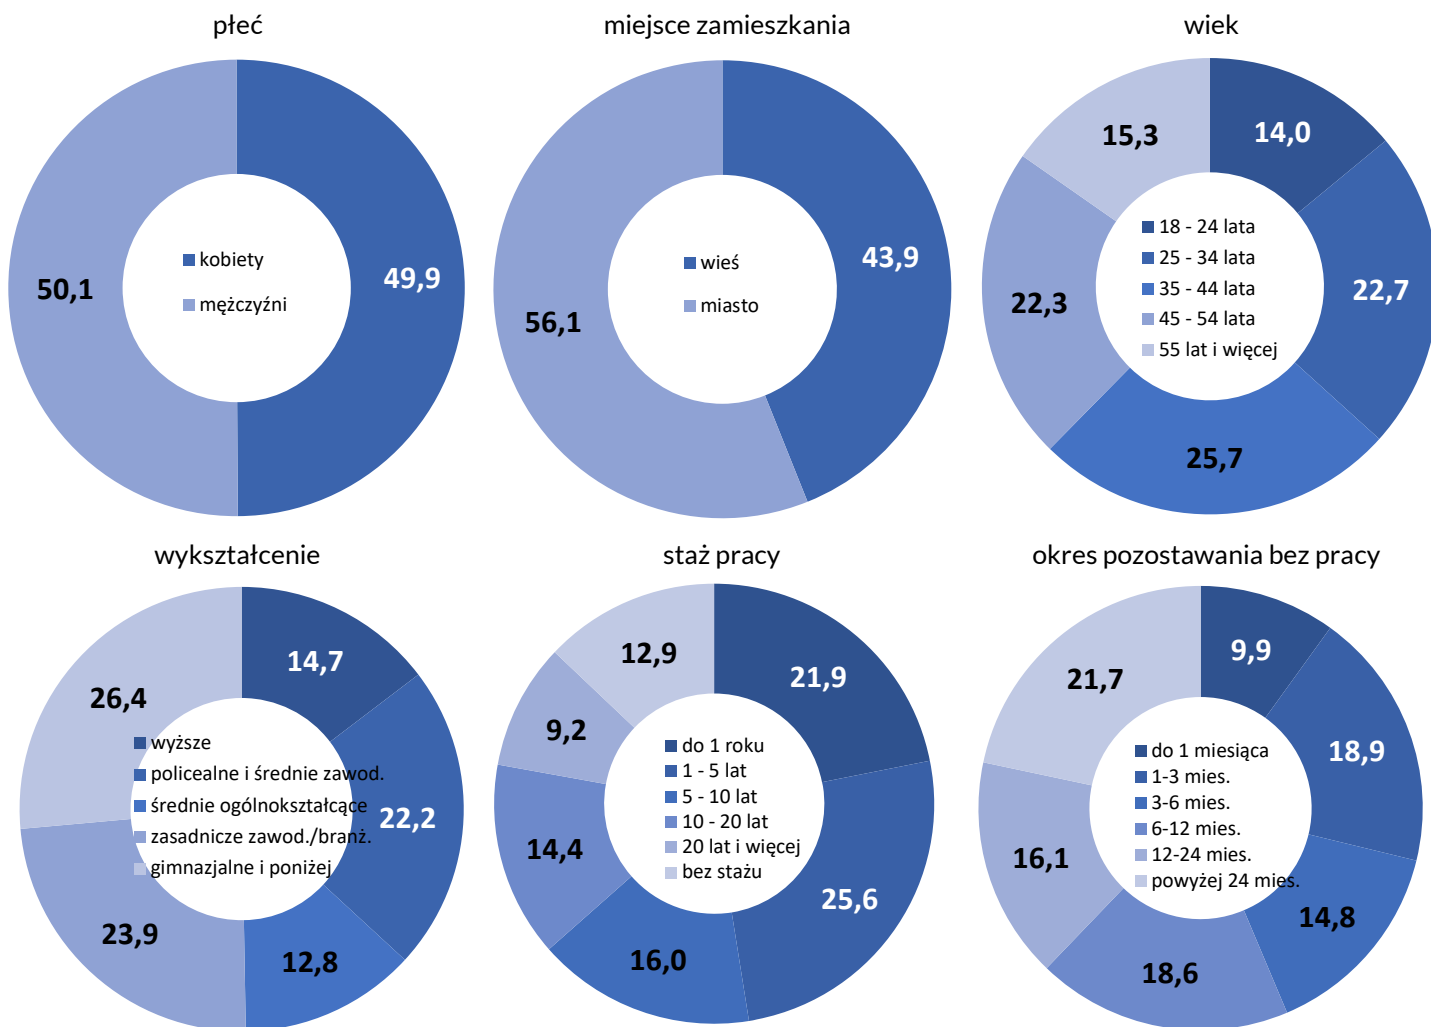 płeć
50,1
49,9
kobiety
mężczyźni
miejsce zamieszkania
56,1
43,9
wieś
miasto
wiek
15,3
14,0
22,3
22,7
25,7
18 - 24 lata
25 - 34 lata
35 - 44 lata
45 - 54 lata
55 lat i więcej
wykształcenie
14,7
26,4
22,2
23,9
12,8
wyższe
policealne i średnie zawod.
średnie ogólnokształcące
zasadnicze zawod./branż.
gimnazjalne i poniżej
staż pracy
12,9
21,9
9,2
14,4
25,6
16,0
do 1 roku
1 - 5 lat
5 - 10 lat
10 - 20 lat
20 lat i więcej
bez stażu
okres pozostawania bez pracy
9,9
21,7
18,9
16,1
14,8
18,6
do 1 miesiąca
1-3 mies.
3-6 mies.
6-12 mies.
12-24 mies.
powyżej 24 mies.